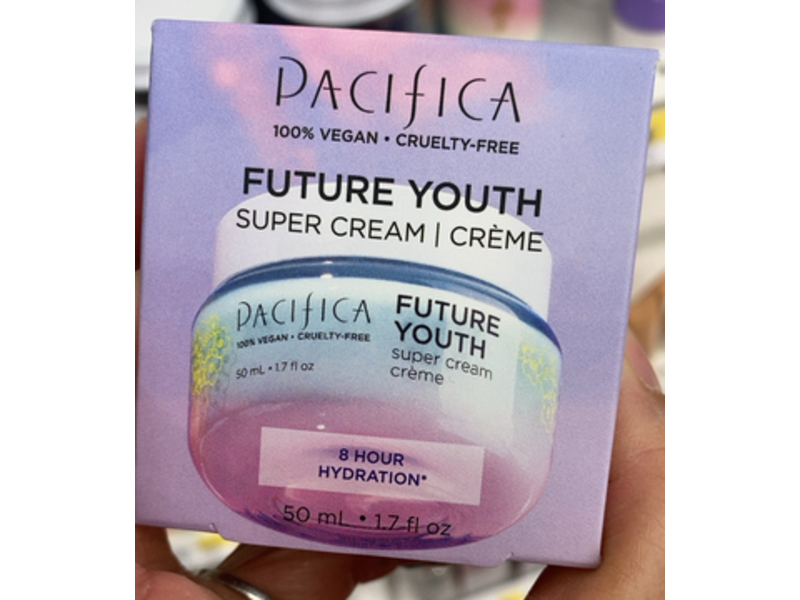 PACIFICA
100% VEGAN • CRUELTY-FREE
FUTURE YOUTH
SUPER CREAM | CRÈME
PACIFICA
100% VEGAN • CRUELTY-FREE
50 mL • 1.7 fl oz
FUTURE
YOUTH
super cream
crème
8 HOUR
HYDRATION*
50 mL • 1.7 fl oz